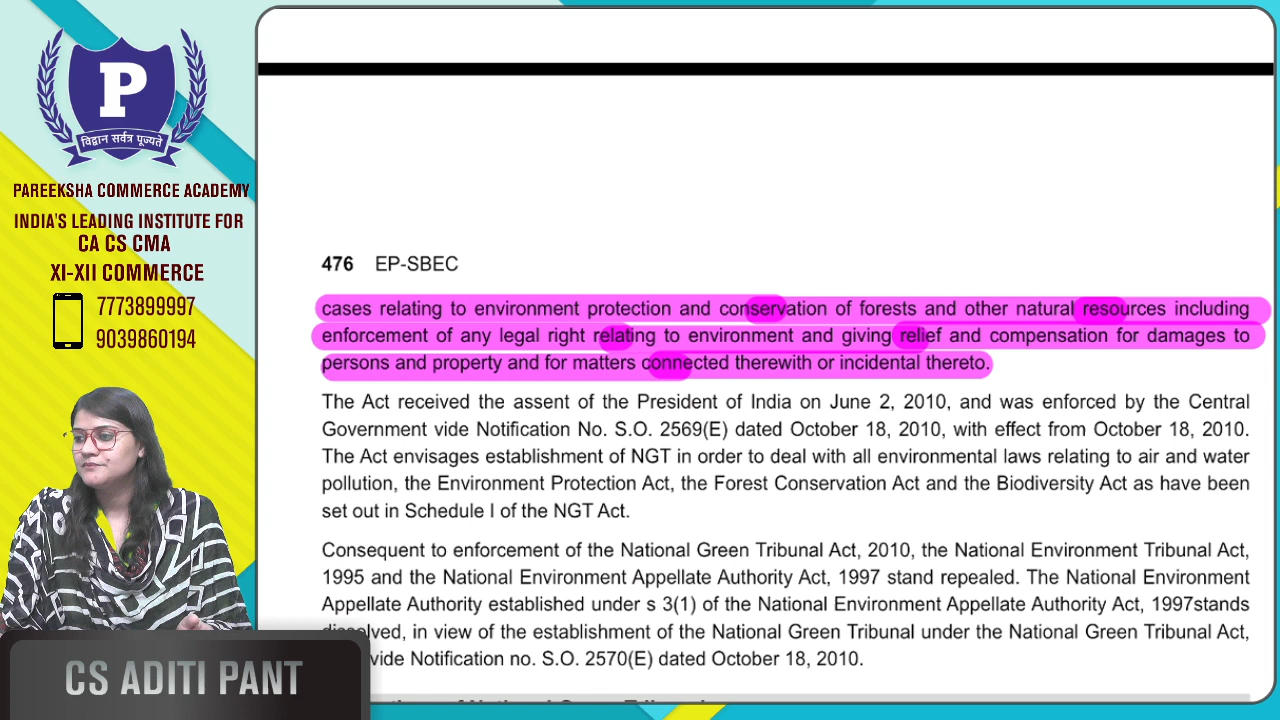 P
विद्वान सर्वत्र पूज्यते
PAREEKSHA COMMERCE ACADEMY
INDIA'S LEADING INSTITUTE FOR
CA CS CMA
XI-XII COMMERCE
7773899997
9039860194
CS ADITI PANT
476 EP-SBEC
cases relating to environment protection and conservation of forests and other natural resources including
enforcement of any legal right relating to environment and giving relief and compensation for damages to
persons and property and for matters connected therewith or incidental thereto.
The Act received the assent of the President of India on June 2, 2010, and was enforced by the Central
Government vide Notification No. S.O. 2569(E) dated October 18, 2010, with effect from October 18, 2010.
The Act envisages establishment of NGT in order to deal with all environmental laws relating to air and water
pollution, the Environment Protection Act, the Forest Conservation Act and the Biodiversity Act as have been
set out in Schedule I of the NGT Act.
Consequent to enforcement of the National Green Tribunal Act, 2010, the National Environment Tribunal Act,
1995 and the National Environment Appellate Authority Act, 1997 stand repealed. The National Environment
Appellate Authority established under s 3(1) of the National Environment Appellate Authority Act, 1997stands
dissolved, in view of the establishment of the National Green Tribunal under the National Green Tribunal Act,
vide Notification no. S.O. 2570(E) dated October 18, 2010.